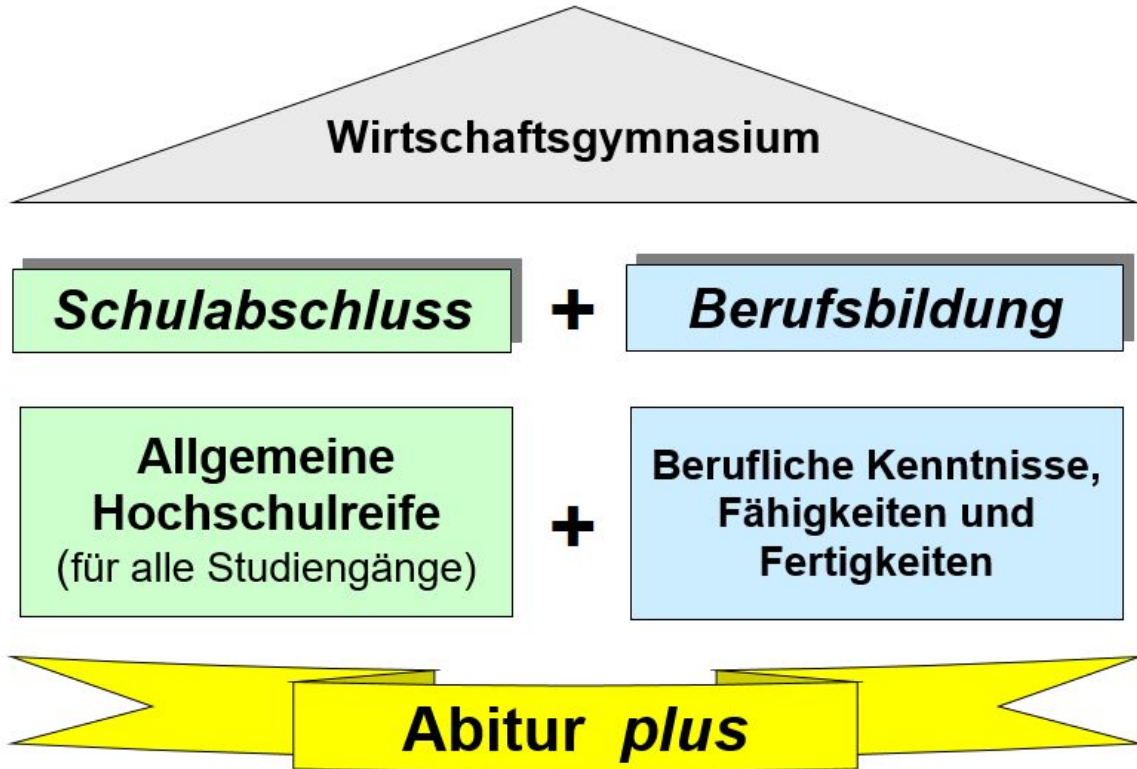 Wirtschaftsgymnasium
Schulabschluss + Berufsbildung
Allgemeine
Hochschulreife
(für alle Studiengänge)
+
Berufliche Kenntnisse,
Fähigkeiten und
Fertigkeiten
Abitur plus